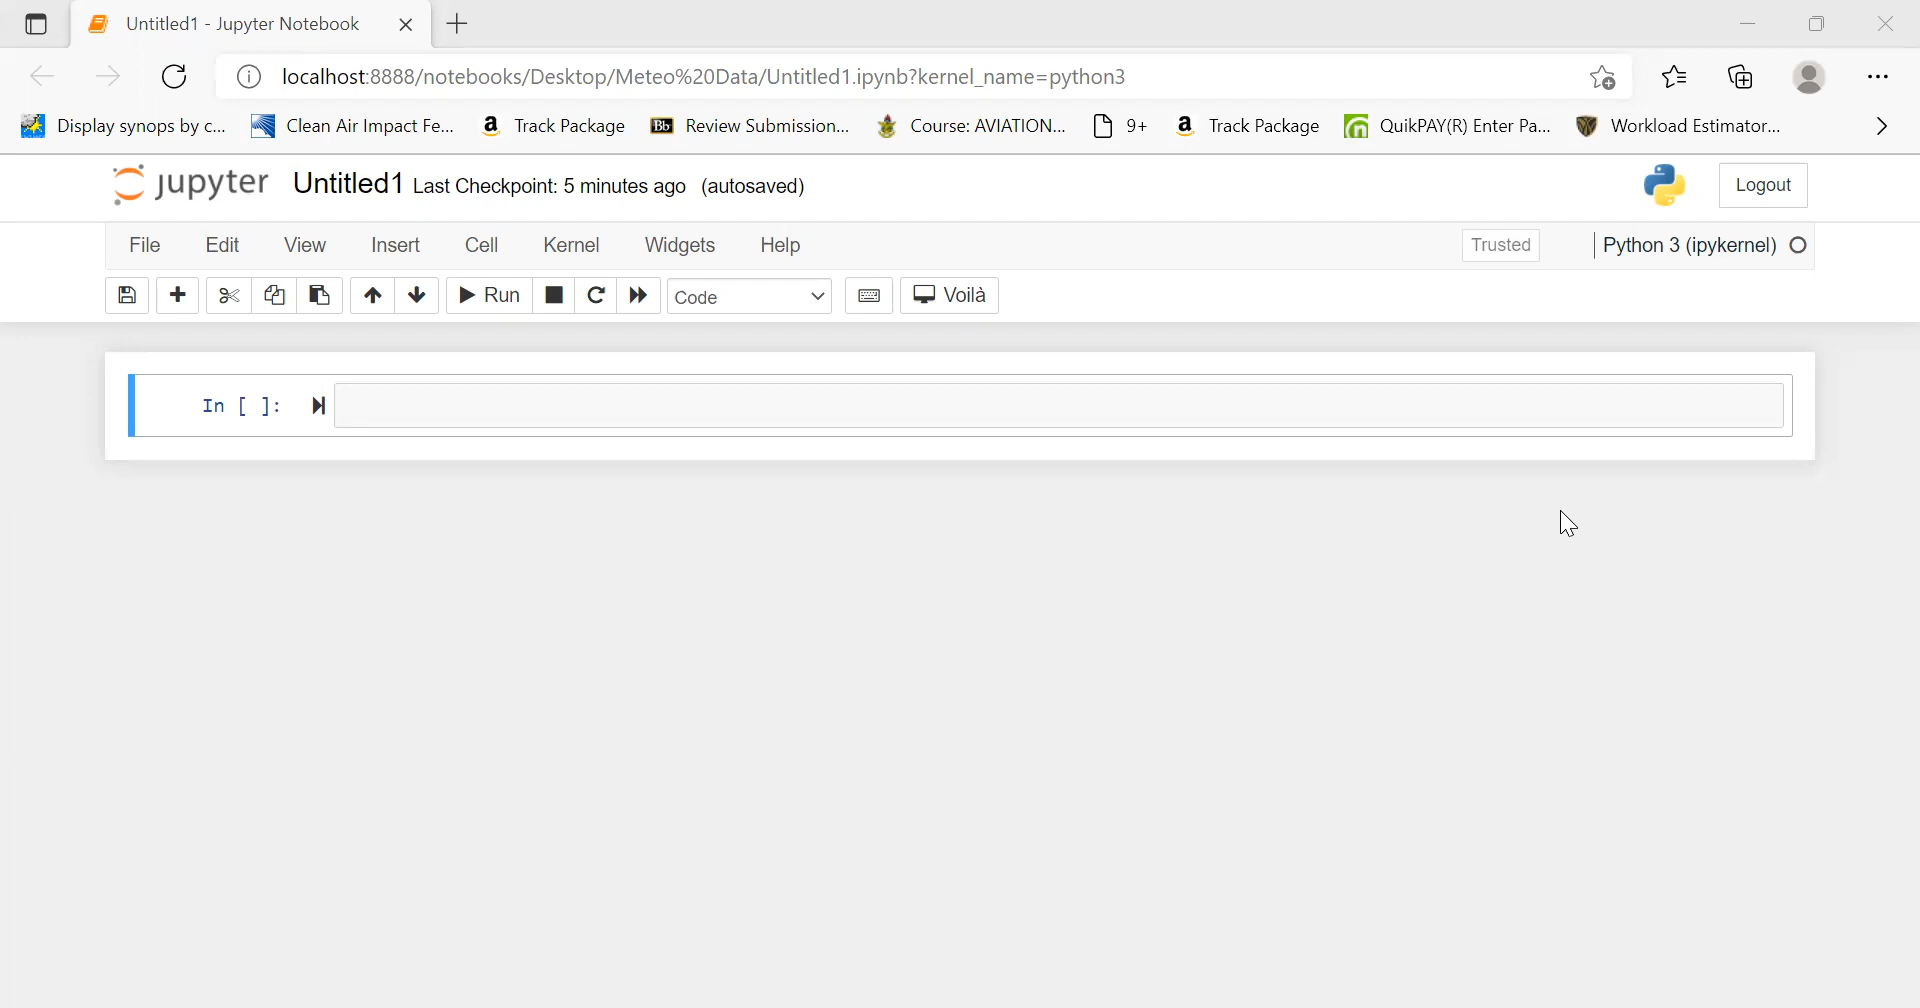 Untitled1 - Jupyter Notebook
localhost:8888/notebooks/Desktop/Meteo%20Data/Untitled1.ipynb?kernel_name=python3
Display synops by c... Clean Air Impact Fe... a Track Package Bb Review Submission... Course: AVIATION... 9+ a Track Package QuikPAY(R) Enter Pa... Workload Estimator...
jupyter Untitled1 Last Checkpoint: 5 minutes ago (autosaved) Logout
File Edit View Insert Cell Kernel Widgets Help Trusted Python 3 (ipykernel)
Run Code Voilà
In [ ]: